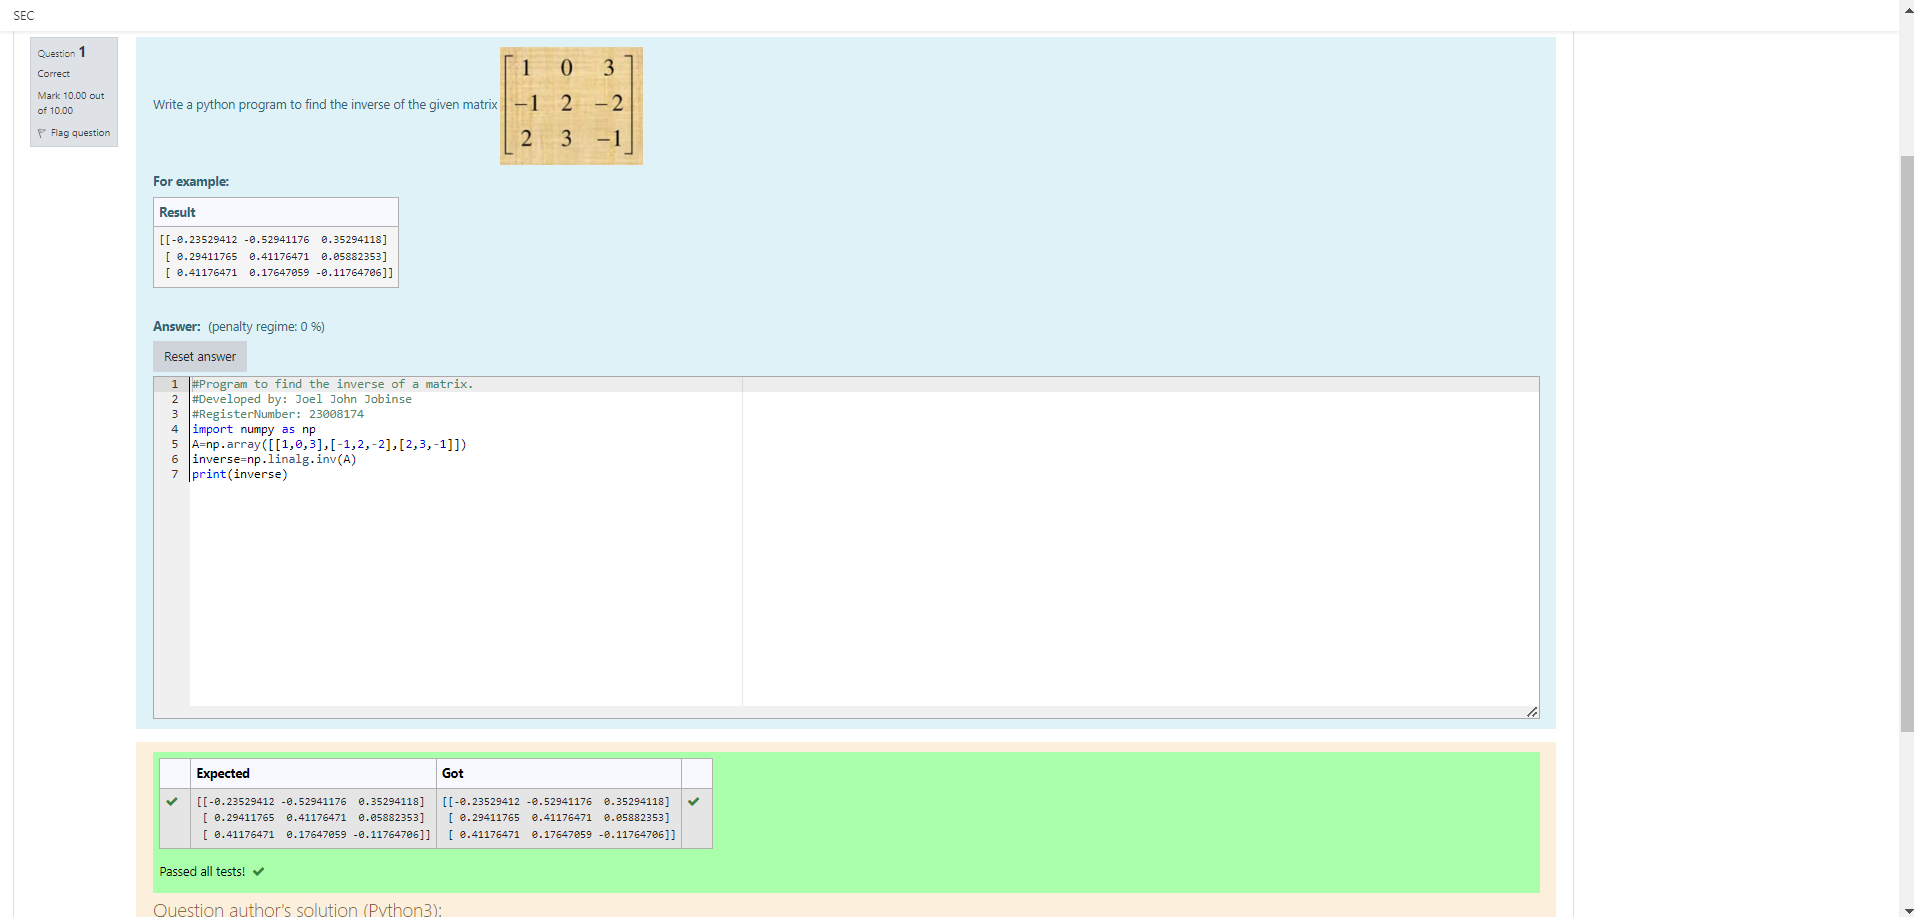 SEC
Question 1
Correct
Mark 10.00 out
of 10.00
Flag question
Write a python program to find the inverse of the given matrix
1 0 3
−1 2 −2
2 3 −1
For example:
Result
[[-0.23529412 -0.52941176  0.35294118]
 [ 0.29411765  0.41176471  0.05882353]
 [ 0.41176471  0.17647059 -0.11764706]]
Answer: (penalty regime: 0 %)
Reset answer
1 #Program to find the inverse of a matrix.
2 #Developed by: Joel John Jobinse
3 #RegisterNumber: 23008174
4 import numpy as np
5 A=np.array([[1,0,3],[-1,2,-2],[2,3,-1]])
6 inverse=np.linalg.inv(A)
7 print(inverse)
Expected Got
[[-0.23529412 -0.52941176  0.35294118] [[-0.23529412 -0.52941176  0.35294118]
 [ 0.29411765  0.41176471  0.05882353]  [ 0.29411765  0.41176471  0.05882353]
 [ 0.41176471  0.17647059 -0.11764706]]  [ 0.41176471  0.17647059 -0.11764706]]
Passed all tests!
Question author's solution (Python3):